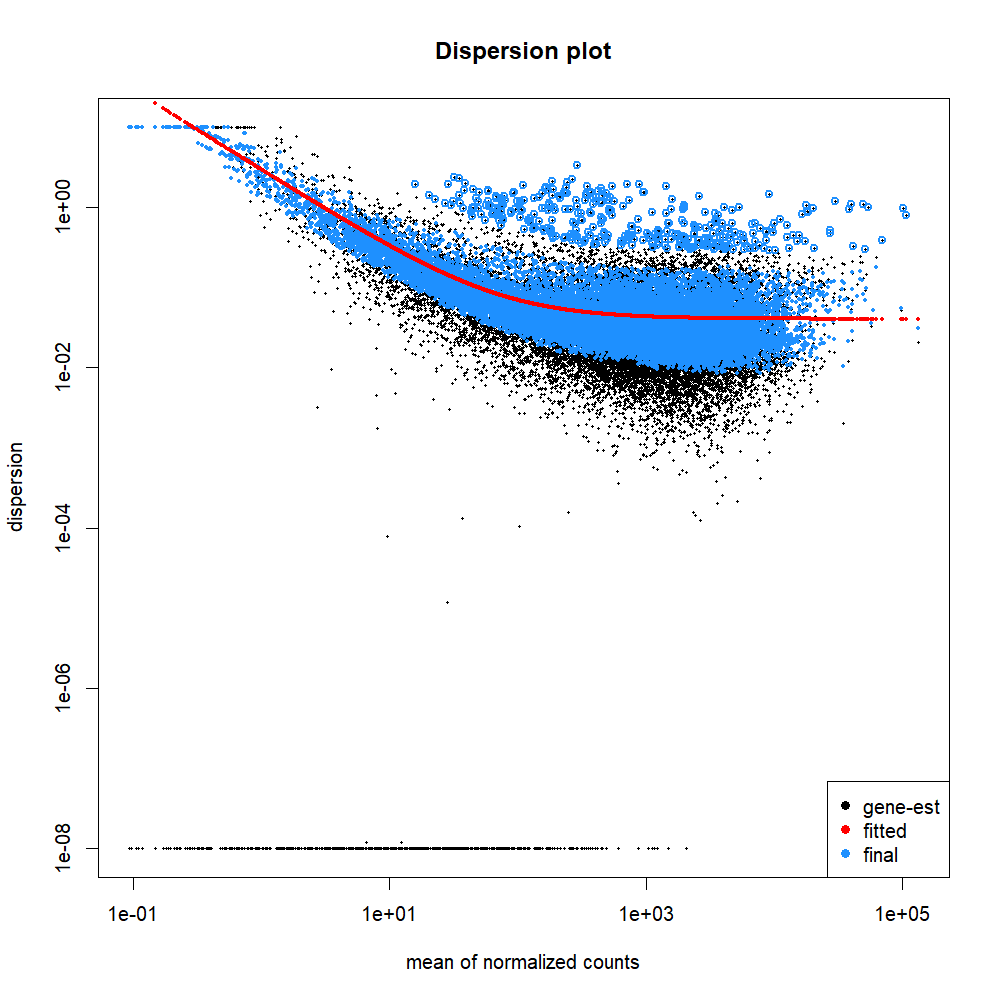 Dispersion plot
dispersion
1e+00
1e-02
1e-04
1e-06
1e-08
gene-est
fitted
final
1e-01
1e+01
1e+03
1e+05
mean of normalized counts